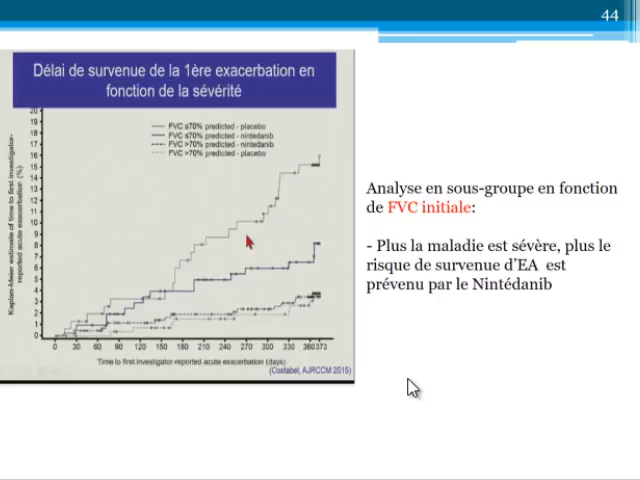 44
Délai de survenue de la 1ère exacerbation en
fonction de la sévérité
Kaplan-Meier estimate of time to first investigator-
reported acute exacerbation (%)
20
19
18
17
16
15
14
13
12
11
10
9
8
7
6
5
4
3
2
1
0
FVC ≤70% predicted - placebo
FVC ≤70% predicted - nintedanib
FVC >70% predicted - nintedanib
FVC >70% predicted - placebo
0 30 60 90 120 150 180 210 240 270 300 330 360 373
Time to first investigator-reported acute exacerbation (days)
(Costabel, AJRCCM 2015)
Analyse en sous-groupe en fonction
de FVC initiale:
- Plus la maladie est sévère, plus le
risque de survenue d'EA est
prévenu par le Nintédanib